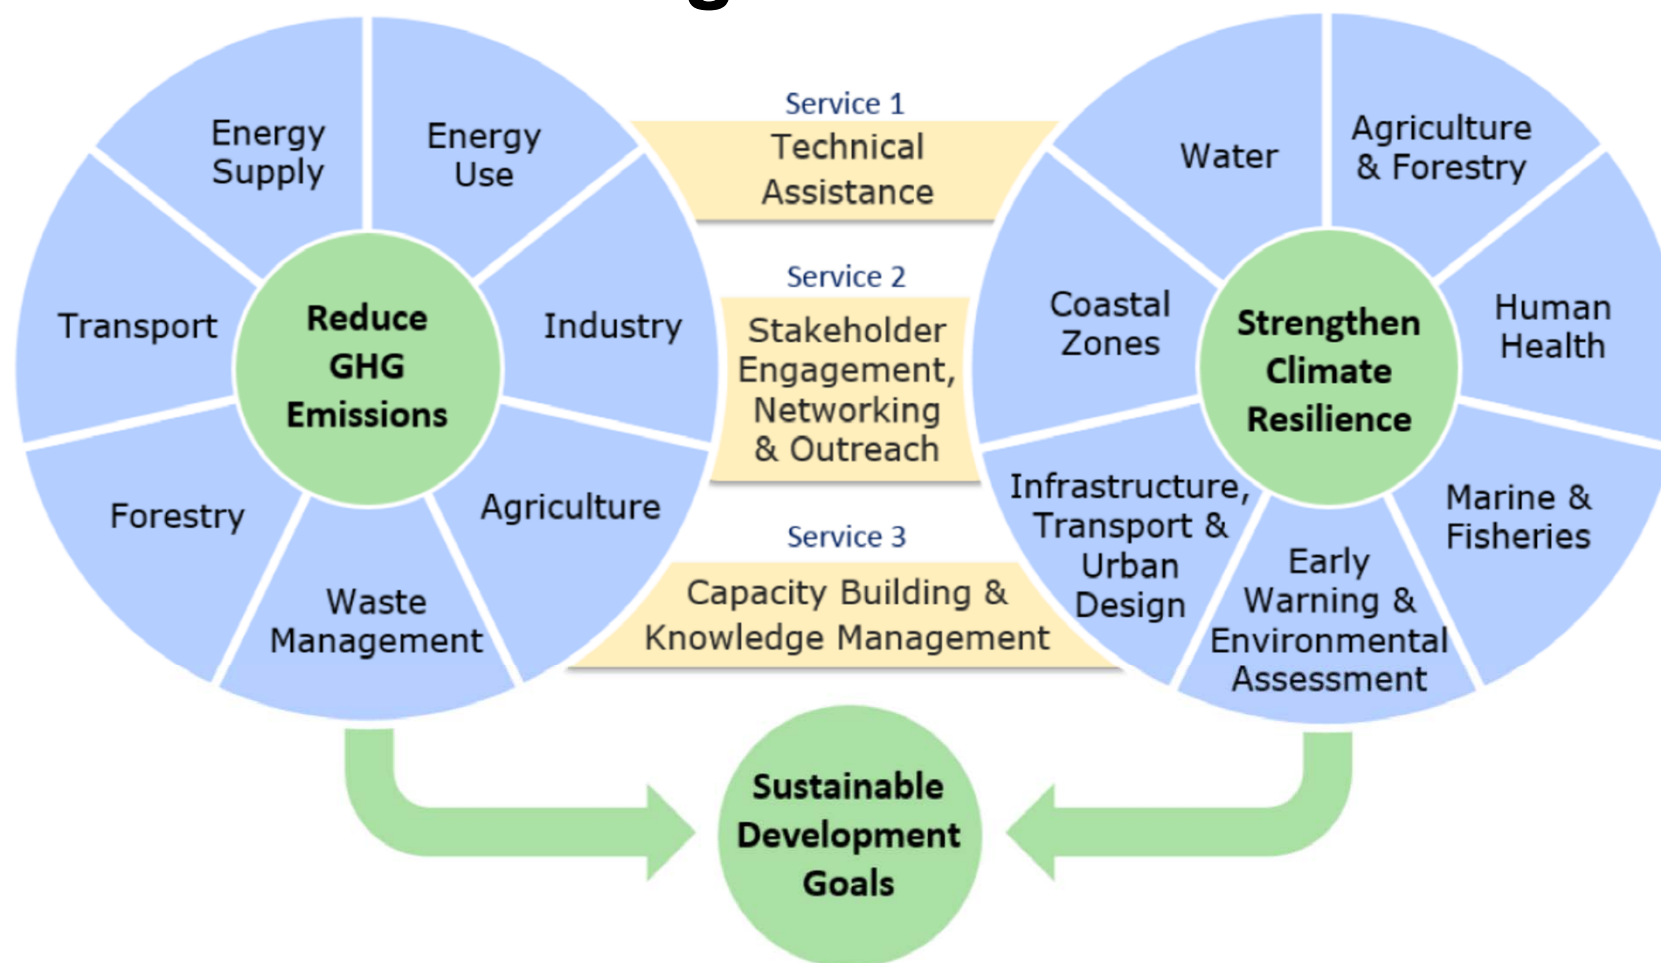 Energy
Supply
Energy
Use
Transport
Industry
Reduce
GHG
Emissions
Forestry
Agriculture
Waste
Management
Service 1
Technical
Assistance
Service 2
Stakeholder
Engagement,
Networking
& Outreach
Service 3
Capacity Building &
Knowledge Management
Water
Agriculture
& Forestry
Coastal
Zones
Human
Health
Strengthen
Climate
Resilience
Infrastructure,
Transport &
Urban
Design
Marine &
Fisheries
Early
Warning &
Environmental
Assessment
Sustainable
Development
Goals